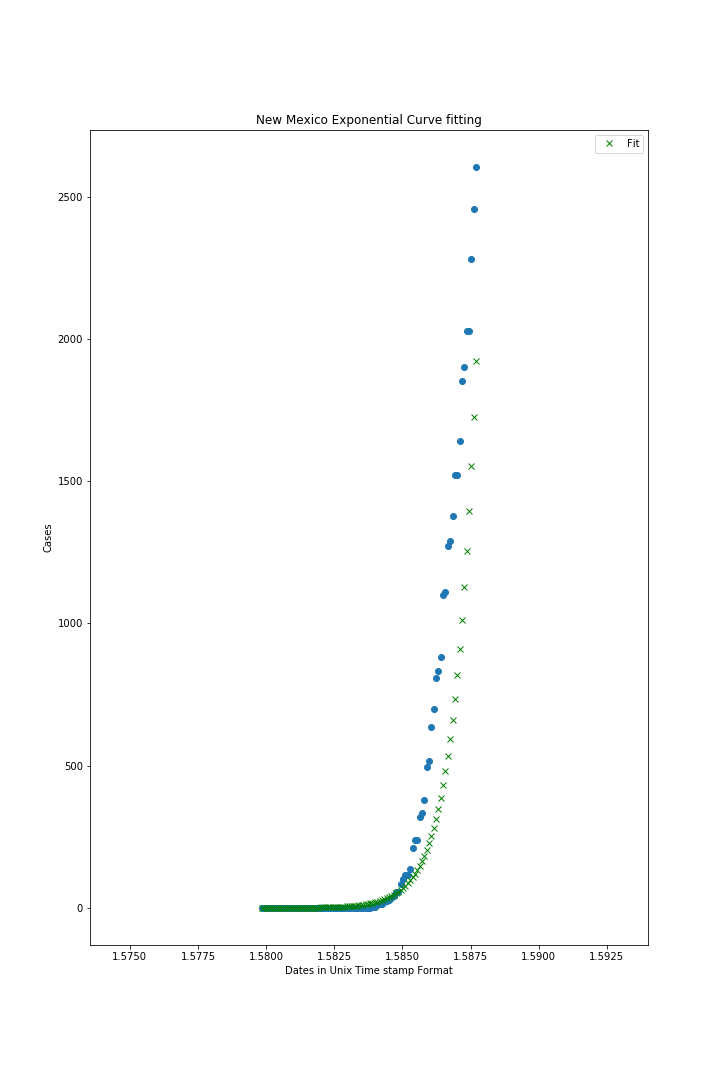 New Mexico Exponential Curve fitting
Fit
2500
2000
1500
1000
500
0
Cases
1.5750 1.5775 1.5800 1.5825 1.5850 1.5875 1.5900 1.5925
Dates in Unix Time stamp Format